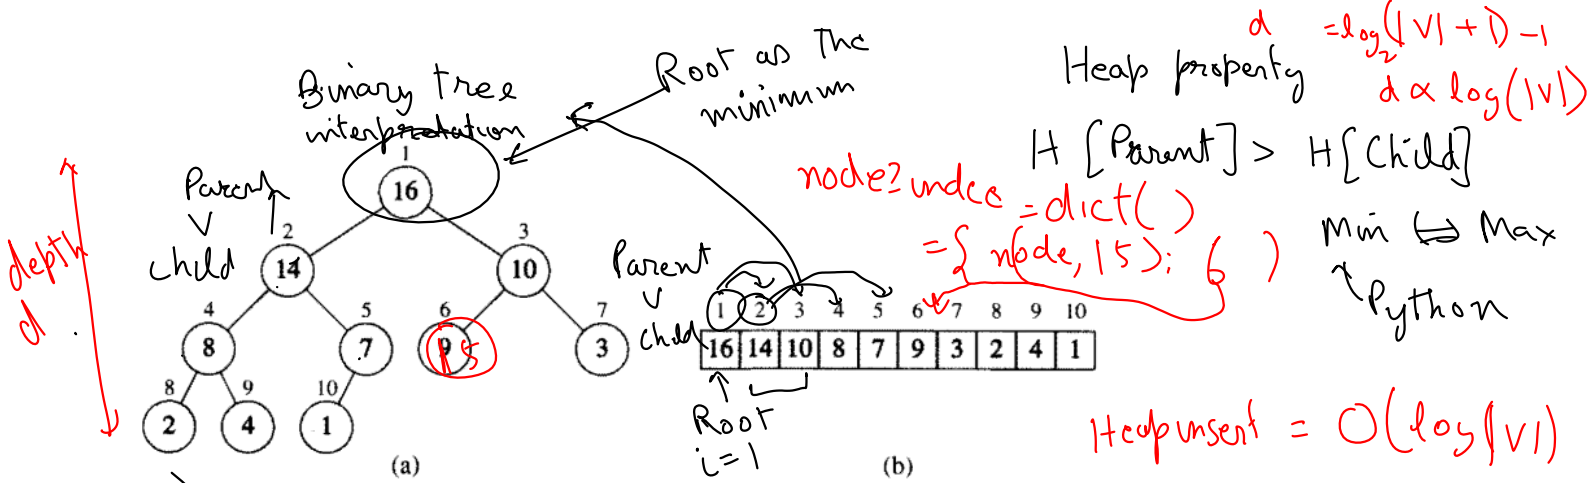 Binary tree
interpretation
Root as the
minimum
Heap property
d = log2(|V| + 1) - 1
d ∝ log(|V|)
H [Parent] > H[Child]
node2index = dict()
= { node, 15): 6 )
Min ⇔ Max
Python
Heap insert = O(log|V|)
depth
d
Parent
V
child
1
16
2
14
3
10
4
8
5
7
6
9
15
7
3
8
2
9
4
10
1
(a)
Parent
V
child
1 2 3 4 5 6 7 8 9 10
16 14 10 8 7 9 3 2 4 1
Root
i=1
(b)